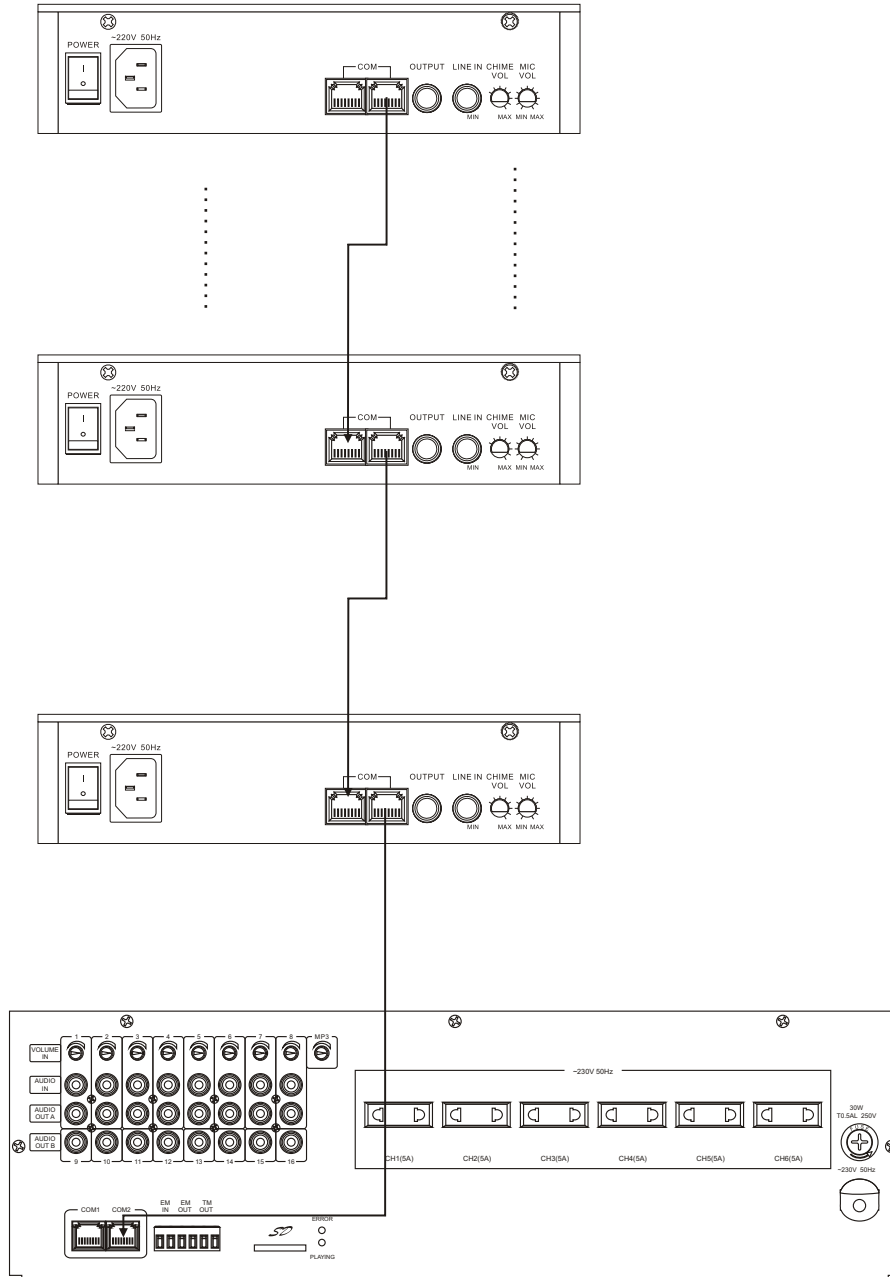 POWER
~220V 50Hz
COM
OUTPUT LINE IN CHIME MIC
VOL VOL
MIN MAX MIN MAX
POWER
~220V 50Hz
COM
OUTPUT LINE IN CHIME MIC
VOL VOL
MIN MAX MIN MAX
POWER
~220V 50Hz
COM
OUTPUT LINE IN CHIME MIC
VOL VOL
MIN MAX MIN MAX
1 2 3 4 5 6 7 8 MP3
VOLUME
IN
AUDIO
IN
AUDIO
OUT A
AUDIO
OUT B
9 10 11 12 13 14 15 16
~230V 50Hz
CH1(5A) CH2(5A) CH3(5A) CH4(5A) CH5(5A) CH6(5A)
30W
T0.5AL 250V
FUSE
~230V 50Hz
COM1 COM2
EM EM TM
IN OUT OUT
SD
ERROR
PLAYING